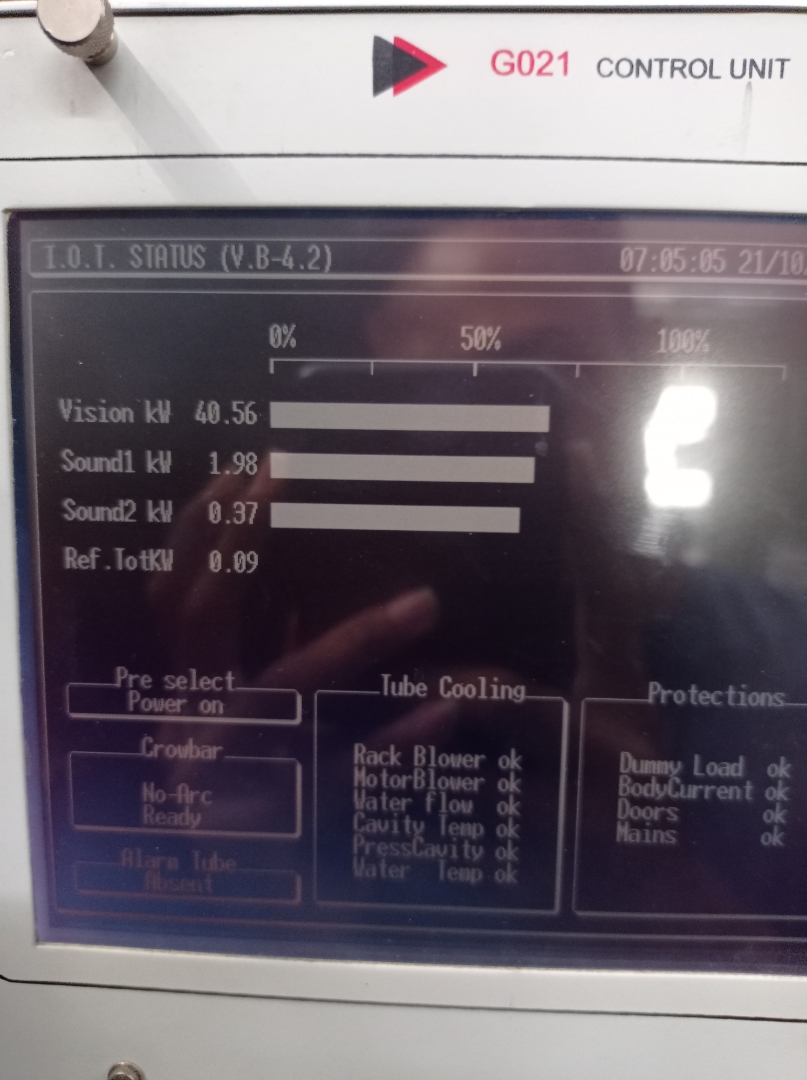 G021 CONTROL UNIT
I.O.T. STATUS (V.B-4.2) 07:05:05 21/10
0% 50% 100%
Vision kW 40.56
Sound1 kW 1.98
Sound2 kW 0.37
Ref.TotKW 0.09
Pre select
Power on
Crowbar
No-Arc
Ready
Alarm Tube
Absent
Tube Cooling
Rack Blower ok
MotorBlower ok
Water flow ok
Cavity Temp ok
PressCavity ok
Water Temp ok
Protections
Dummy Load ok
BodyCurrent ok
Doors ok
Mains ok